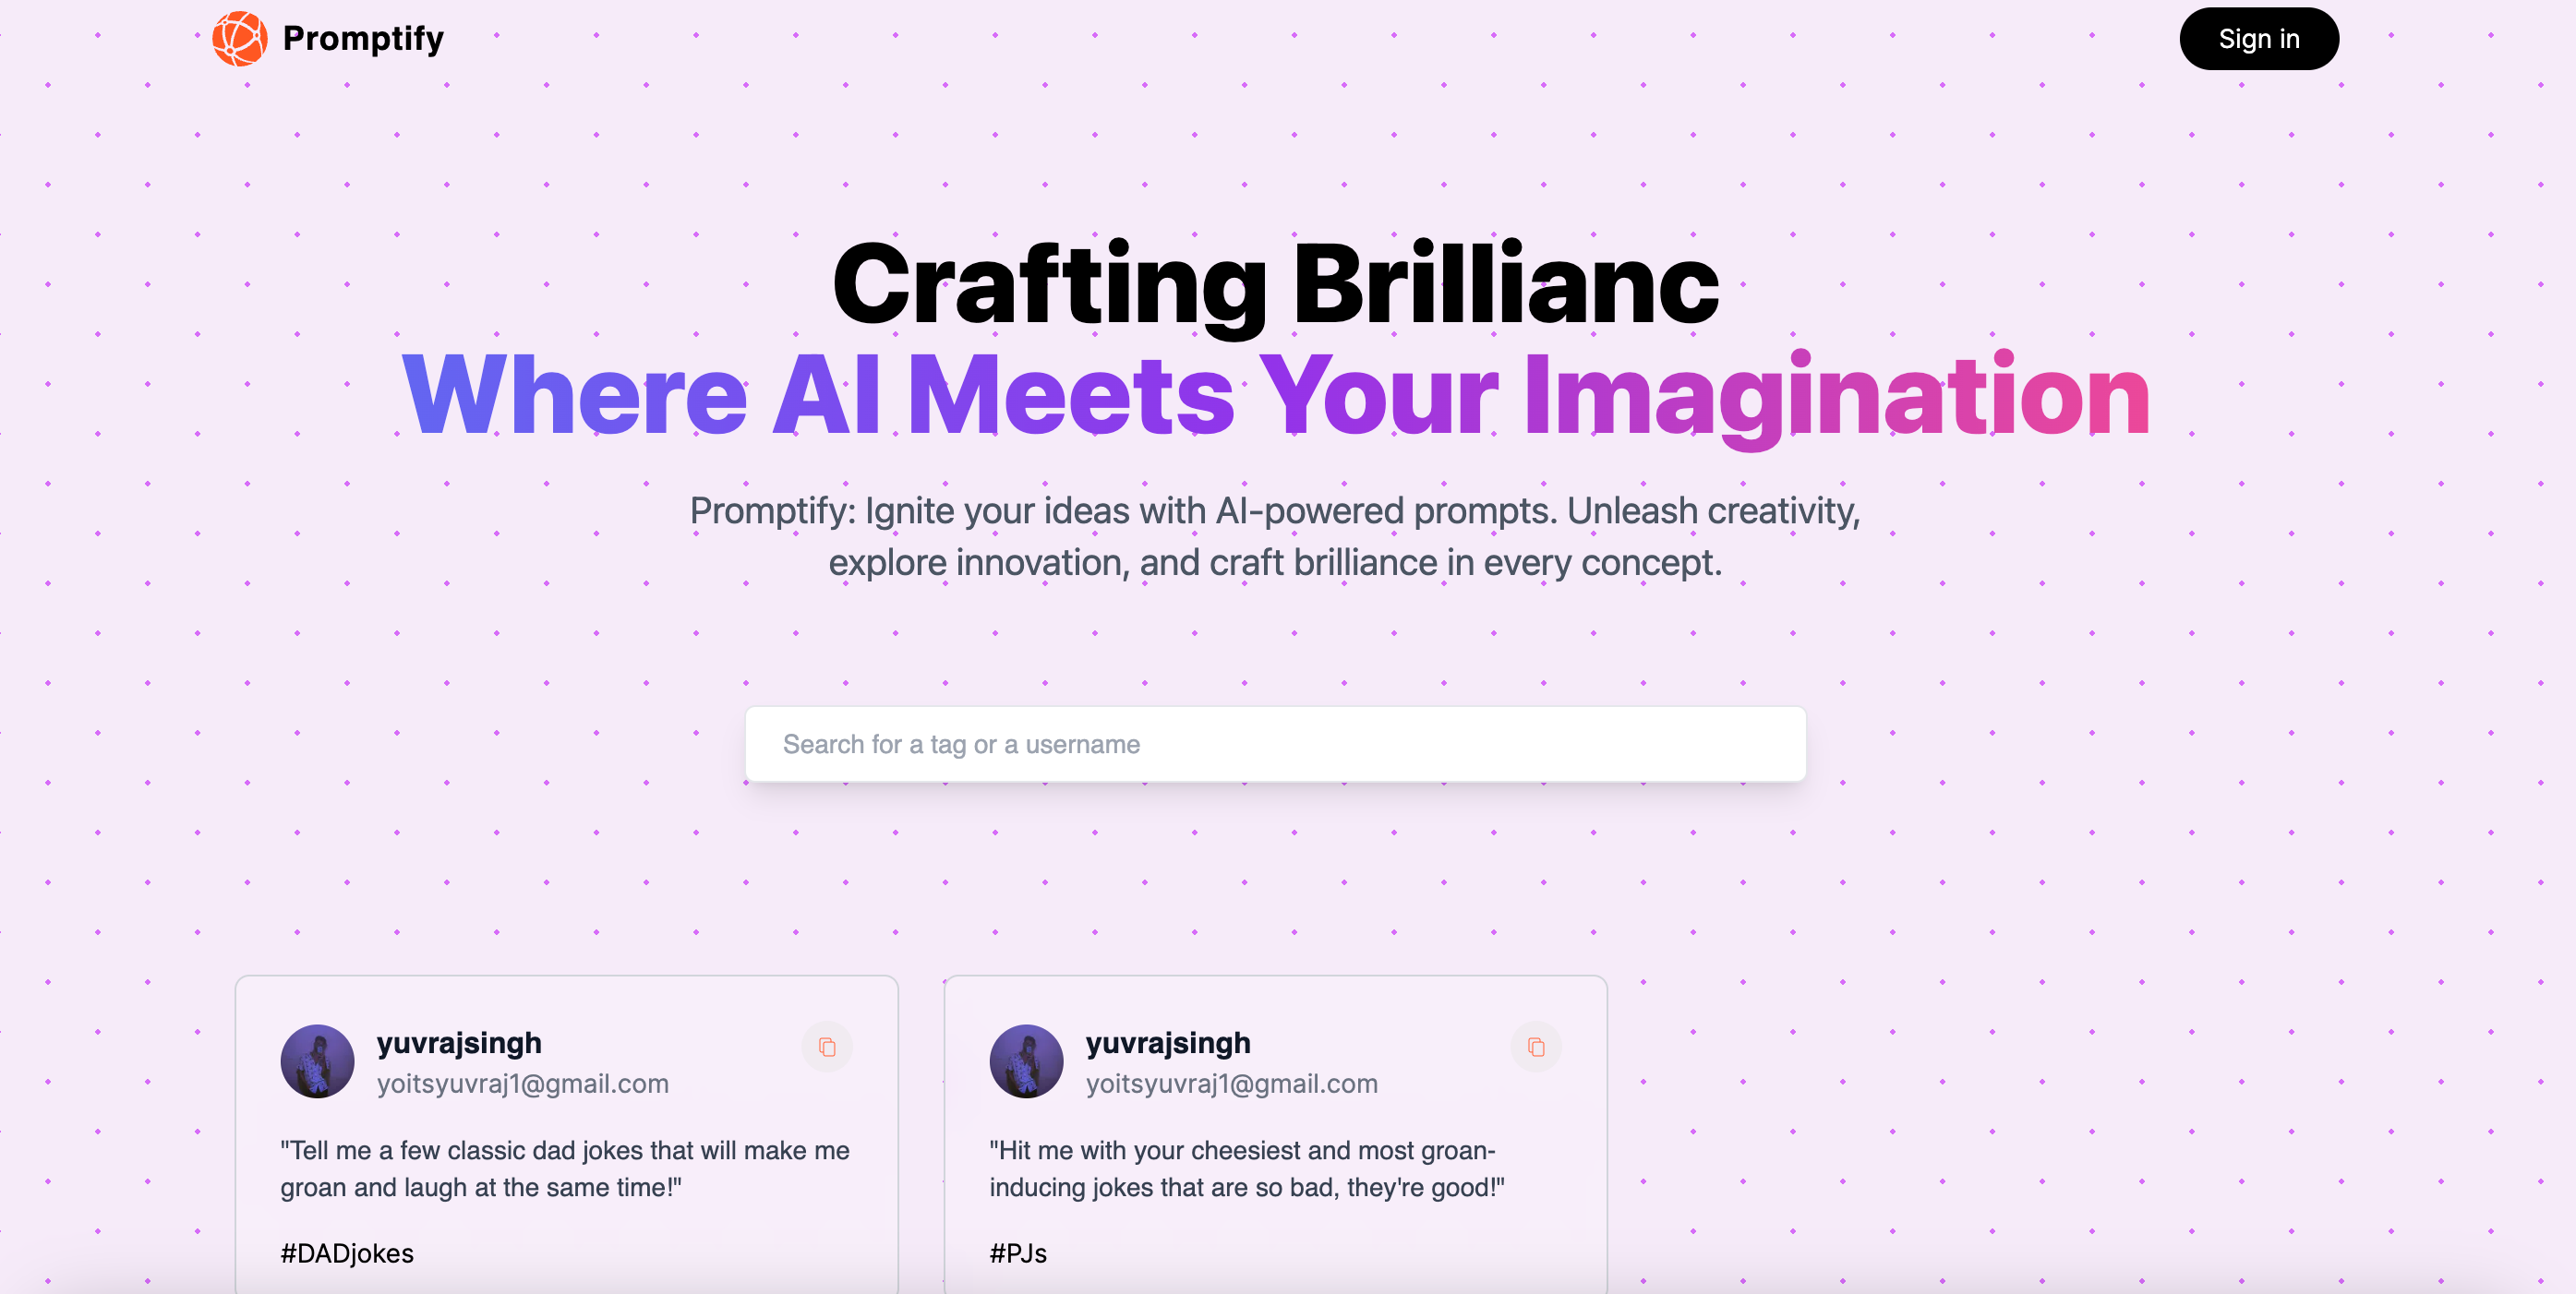 Promptify
Sign in
Crafting Brillianc
Where AI Meets Your Imagination
Promptify: Ignite your ideas with AI-powered prompts. Unleash creativity,
explore innovation, and craft brilliance in every concept.
Search for a tag or a username
yuvrajsingh
yoitsyuvraj1@gmail.com
"Tell me a few classic dad jokes that will make me
groan and laugh at the same time!"
#DADjokes
yuvrajsingh
yoitsyuvraj1@gmail.com
"Hit me with your cheesiest and most groan-
inducing jokes that are so bad, they're good!"
#PJs